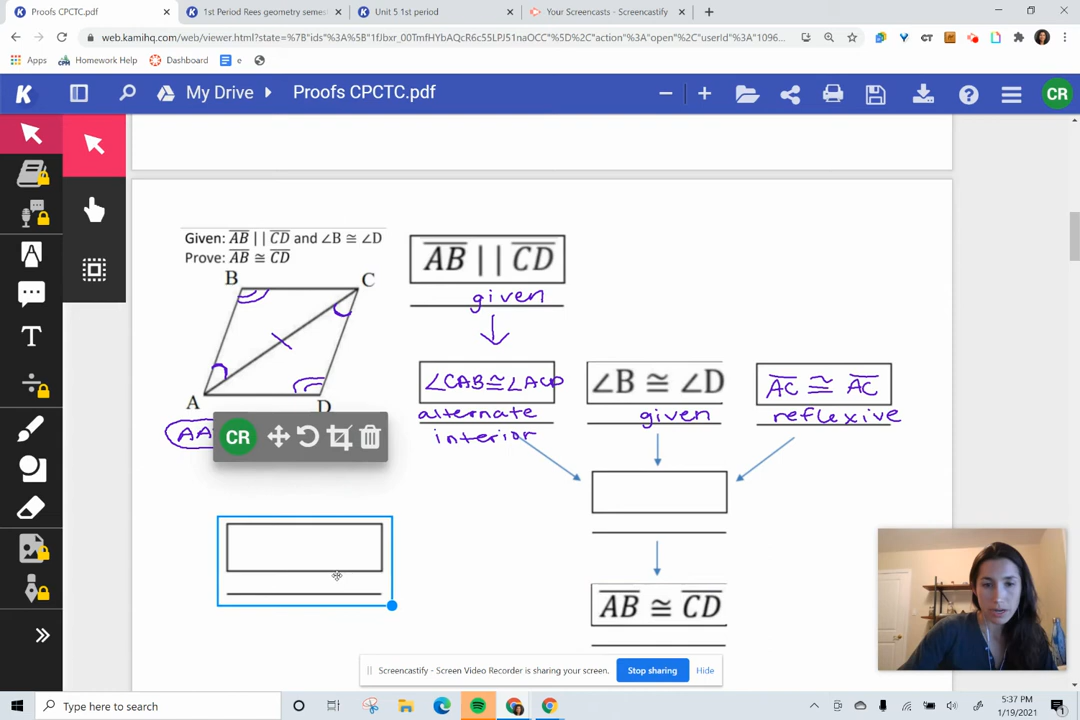 Proofs CPCTC.pdf
1st Period Rees geometry semes
Unit 5 1st period
Your Screencasts - Screencastify
web.kamihq.com/web/viewer.html?state=%7B"ids"%3A%5B"1fJbxr_00TmfHYbAQcR6c55LPJ51naOCC"%5D%2C"action"%3A"open"%2C"userId"%3A"1096...
Apps
CPM
Homework Help
Dashboard
K
My Drive
Proofs CPCTC.pdf
CR
Given: AB || CD and ∠B ≅ ∠D
Prove: AB ≅ CD
B
C
A
D
AA
CR
AB || CD
given
∠CAB≅∠ACD
alternate
interior
∠B ≅ ∠D
given
AC ≅ AC
reflexive
AB ≅ CD
Screencastify - Screen Video Recorder is sharing your screen.
Stop sharing
Hide
Type here to search
5:37 PM
1/19/2021